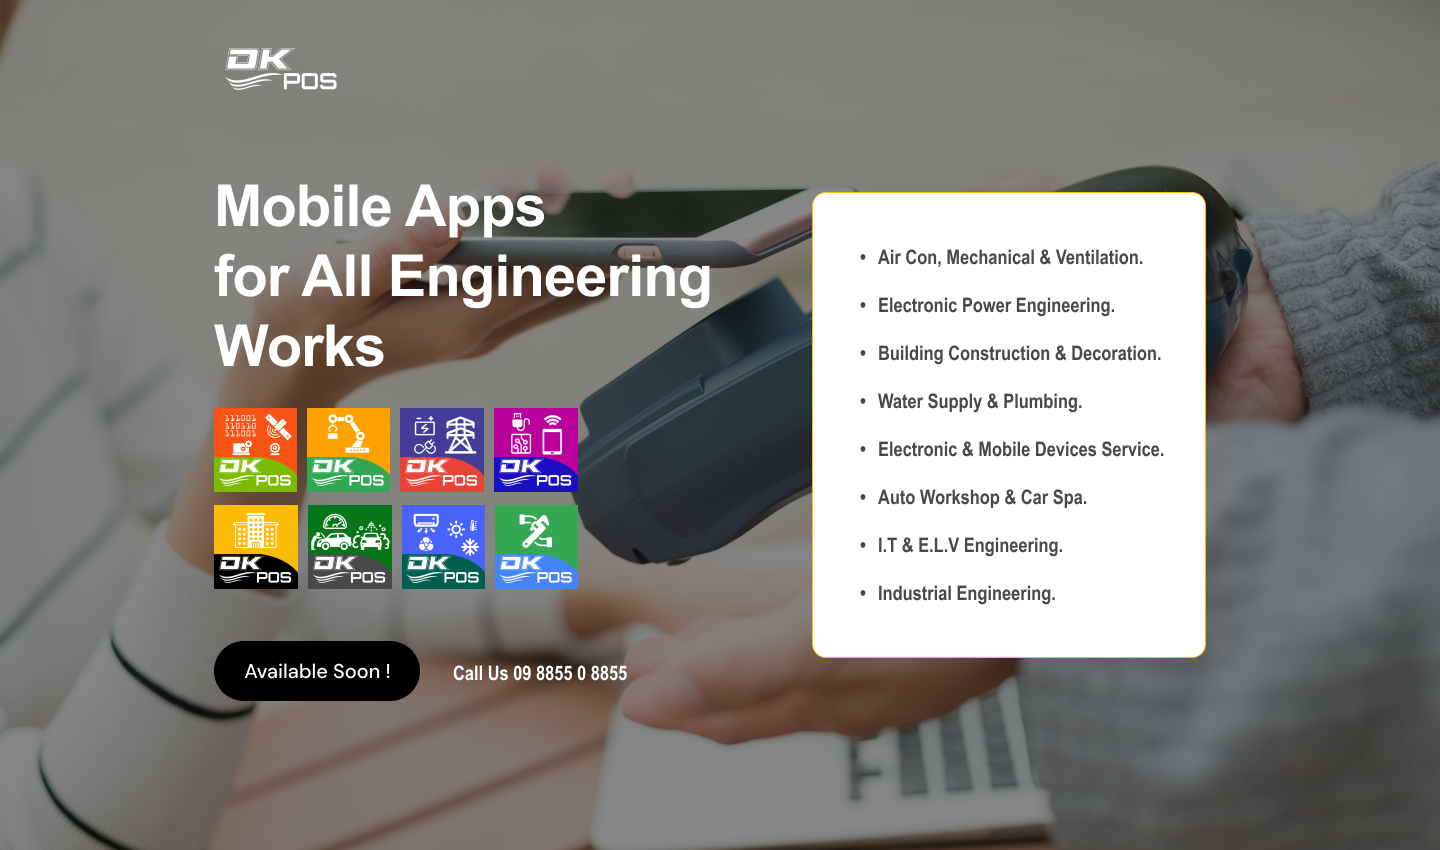 DK
POS
Mobile Apps
for All Engineering
Works
111001
110110
111001
DK
POS
DK
POS
DK
POS
DK
POS
DK
POS
DK
POS
DK
POS
DK
POS
Available Soon !
Call Us 09 8855 0 8855
• Air Con, Mechanical & Ventilation.
• Electronic Power Engineering.
• Building Construction & Decoration.
• Water Supply & Plumbing.
• Electronic & Mobile Devices Service.
• Auto Workshop & Car Spa.
• I.T & E.L.V Engineering.
• Industrial Engineering.